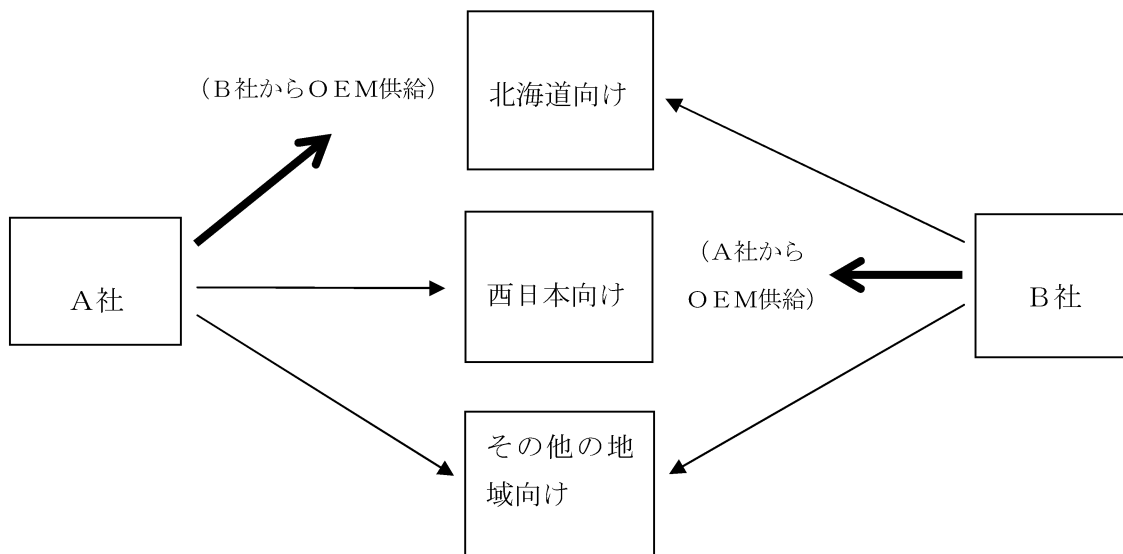 （Ｂ社からＯＥＭ供給）
北海道向け
Ａ社
西日本向け
（Ａ社から
ＯＥＭ供給）
Ｂ社
その他の地
域向け